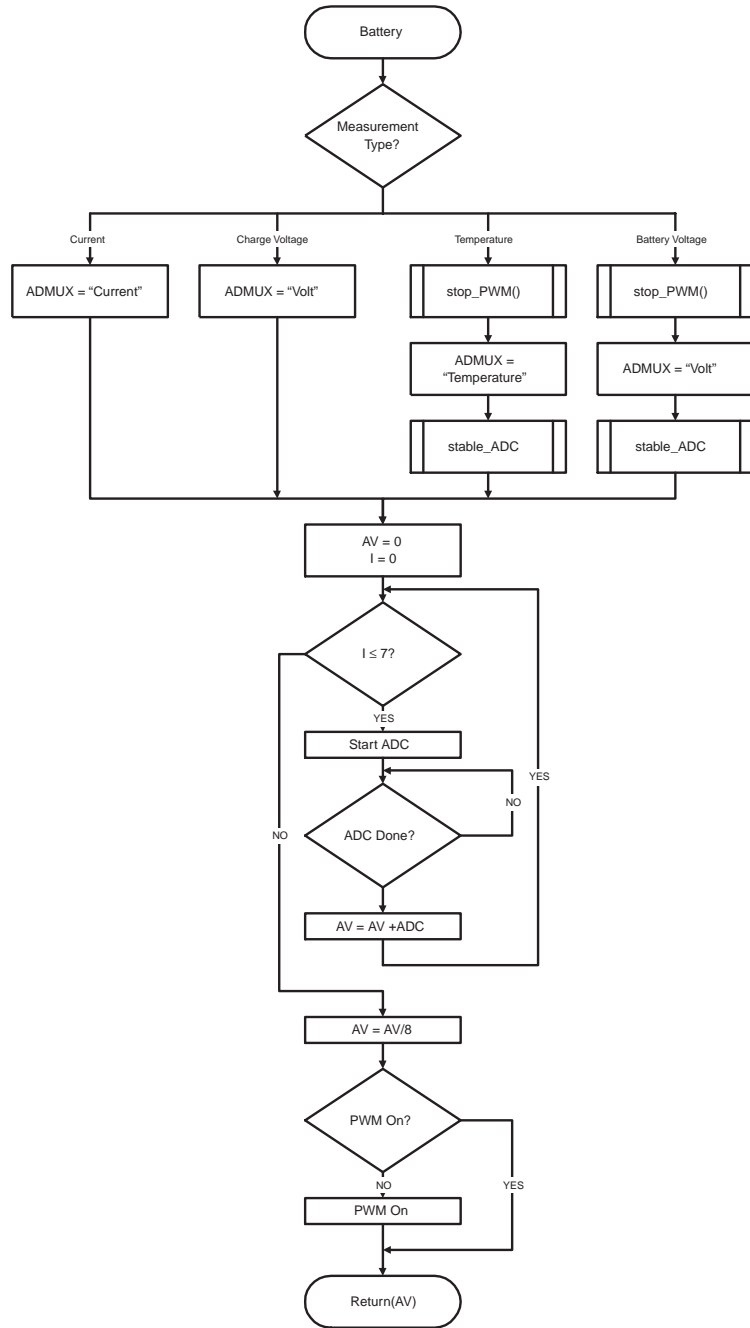 Battery
Measurement
Type?
Current
Charge Voltage
Temperature
Battery Voltage
ADMUX = “Current”
ADMUX = “Volt”
stop_PWM()
stop_PWM()
ADMUX =
“Temperature”
ADMUX = “Volt”
stable_ADC
stable_ADC
AV = 0
I = 0
I ≤ 7?
YES
Start ADC
YES
NO
NO
ADC Done?
AV = AV +ADC
AV = AV/8
PWM On?
NO
YES
PWM On
Return(AV)